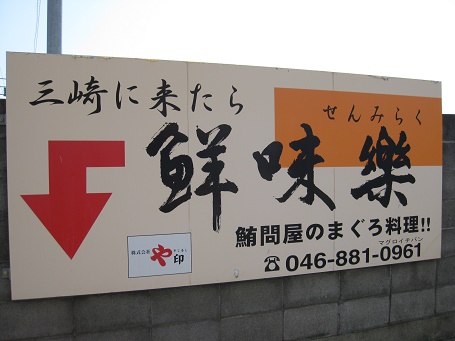 三崎に来たら
せんみらく
鮮味樂
鮪問屋のまぐろ料理!!
マグロイチバン
☎046-881-0961
株式会社
や印